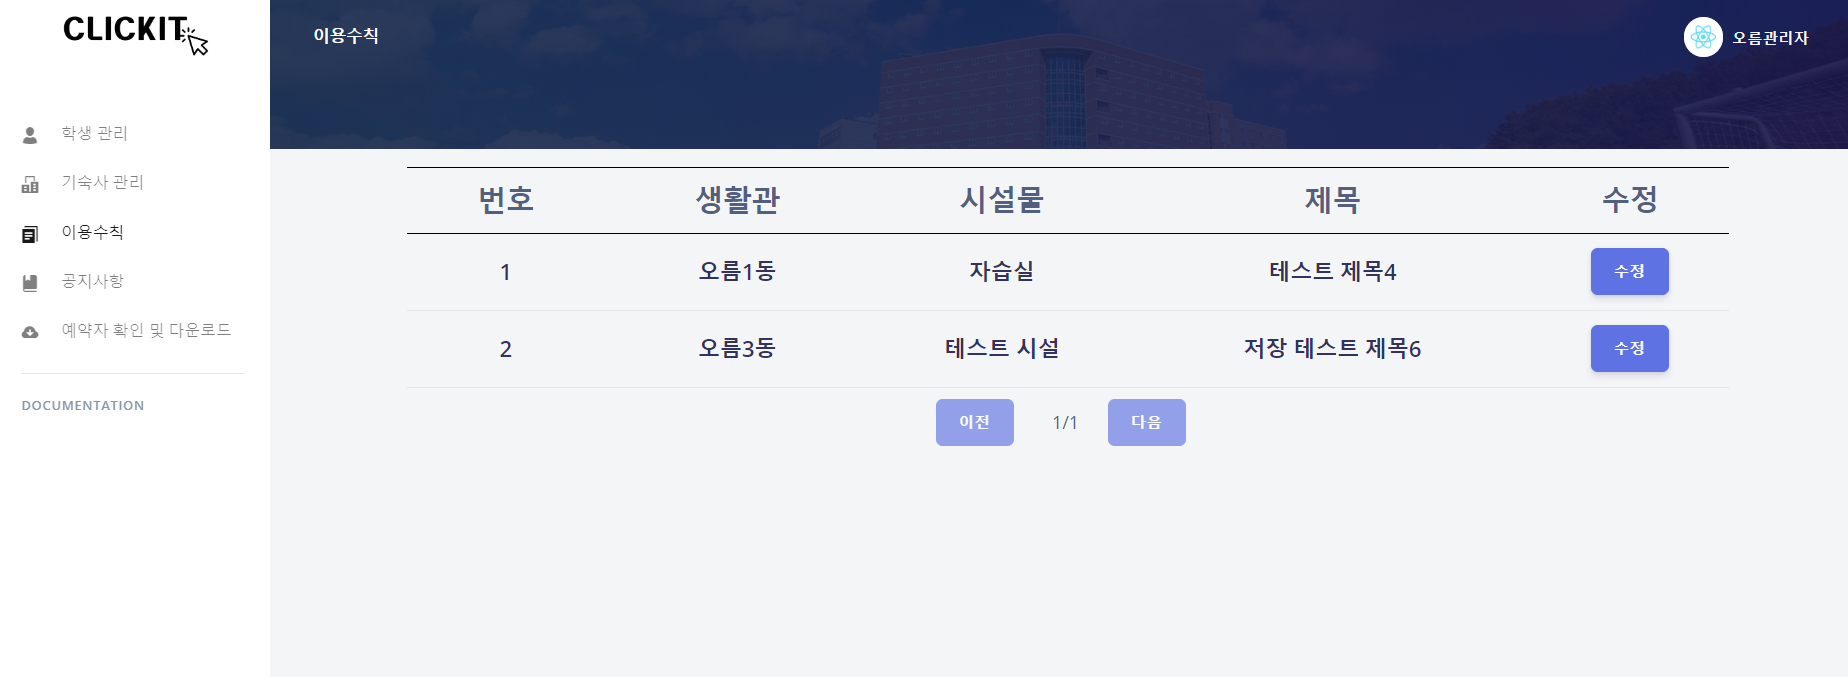 CLICKIT
이용수칙
오름관리자
학생 관리
기숙사 관리
이용수칙
공지사항
예약자 확인 및 다운로드
DOCUMENTATION
번호 생활관 시설물 제목 수정
1 오름1동 자습실 테스트 제목4 수정
2 오름3동 테스트 시설 저장 테스트 제목6 수정
이전 1/1 다음